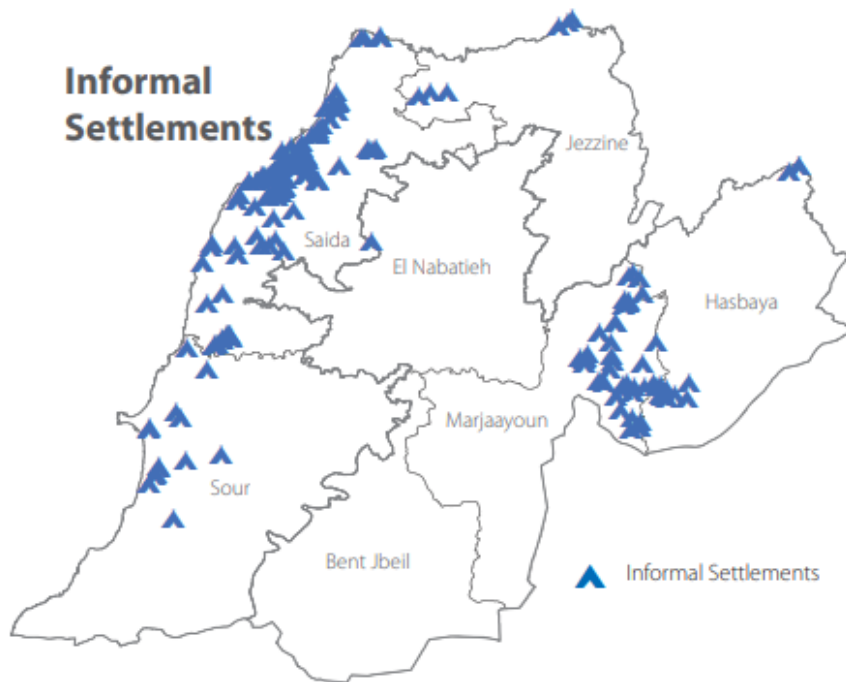 Informal
Settlements
Jezzine
Saida
El Nabatieh
Hasbaya
Marjaayoun
Sour
Bent Jbeil
Informal Settlements